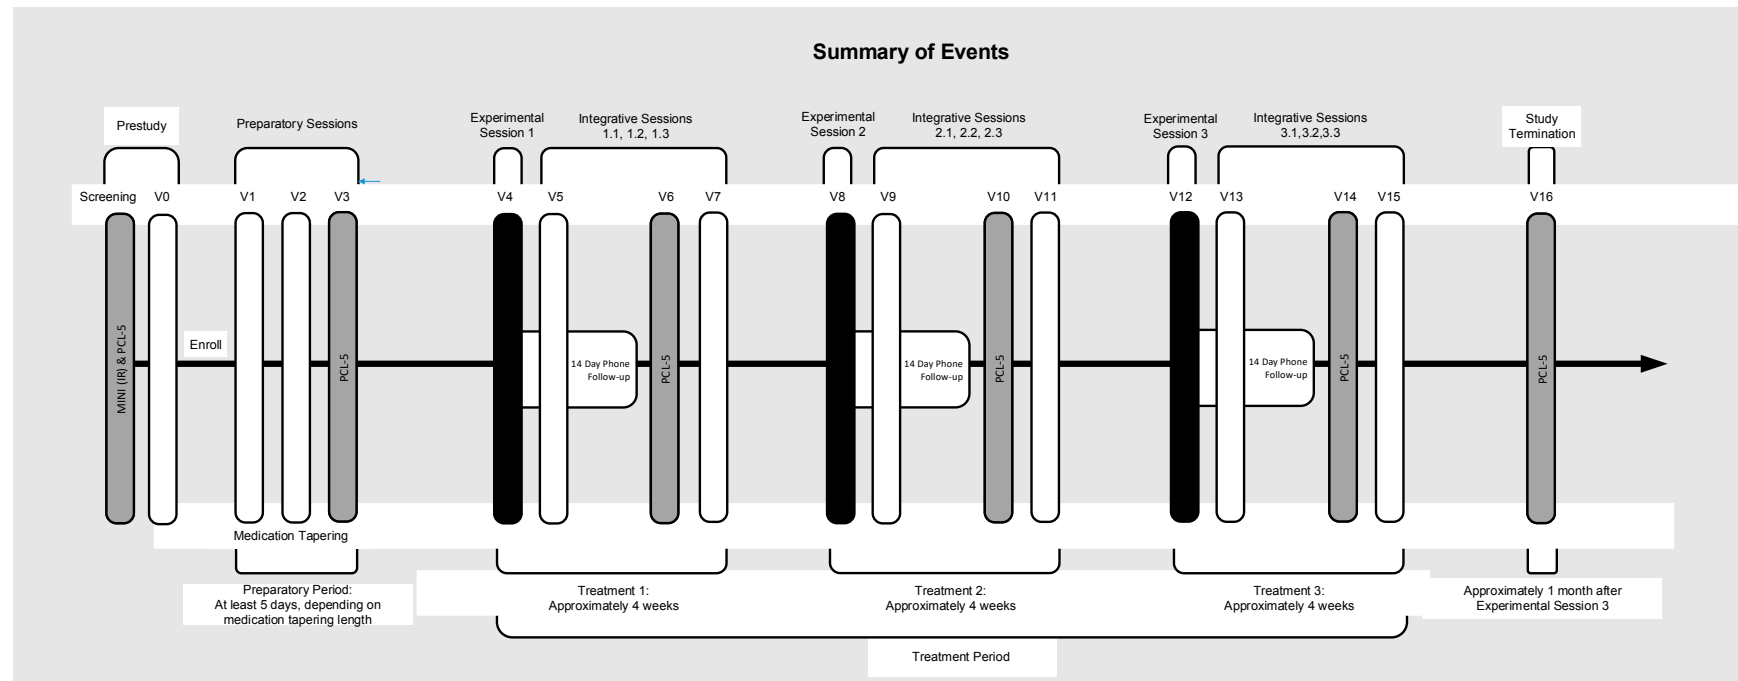 Summary of Events
Prestudy
Preparatory Sessions
Experimental
Session 1
Integrative Sessions
1.1, 1.2, 1.3
Experimental
Session 2
Integrative Sessions
2.1, 2.2, 2.3
Experimental
Session 3
Integrative Sessions
3.1,3.2,3.3
Study
Termination
Screening V0 V1 V2 V3 V4 V5 V6 V7 V8 V9 V10 V11 V12 V13 V14 V15 V16
MINI (IR) & PCL-5
Enroll
PCL-5
14 Day Phone
Follow-up
PCL-5
14 Day Phone
Follow-up
PCL-5
14 Day Phone
Follow-up
PCL-5
PCL-5
Medication Tapering
Preparatory Period:
At least 5 days, depending on
medication tapering length
Treatment 1:
Approximately 4 weeks
Treatment 2:
Approximately 4 weeks
Treatment 3:
Approximately 4 weeks
Approximately 1 month after
Experimental Session 3
Treatment Period